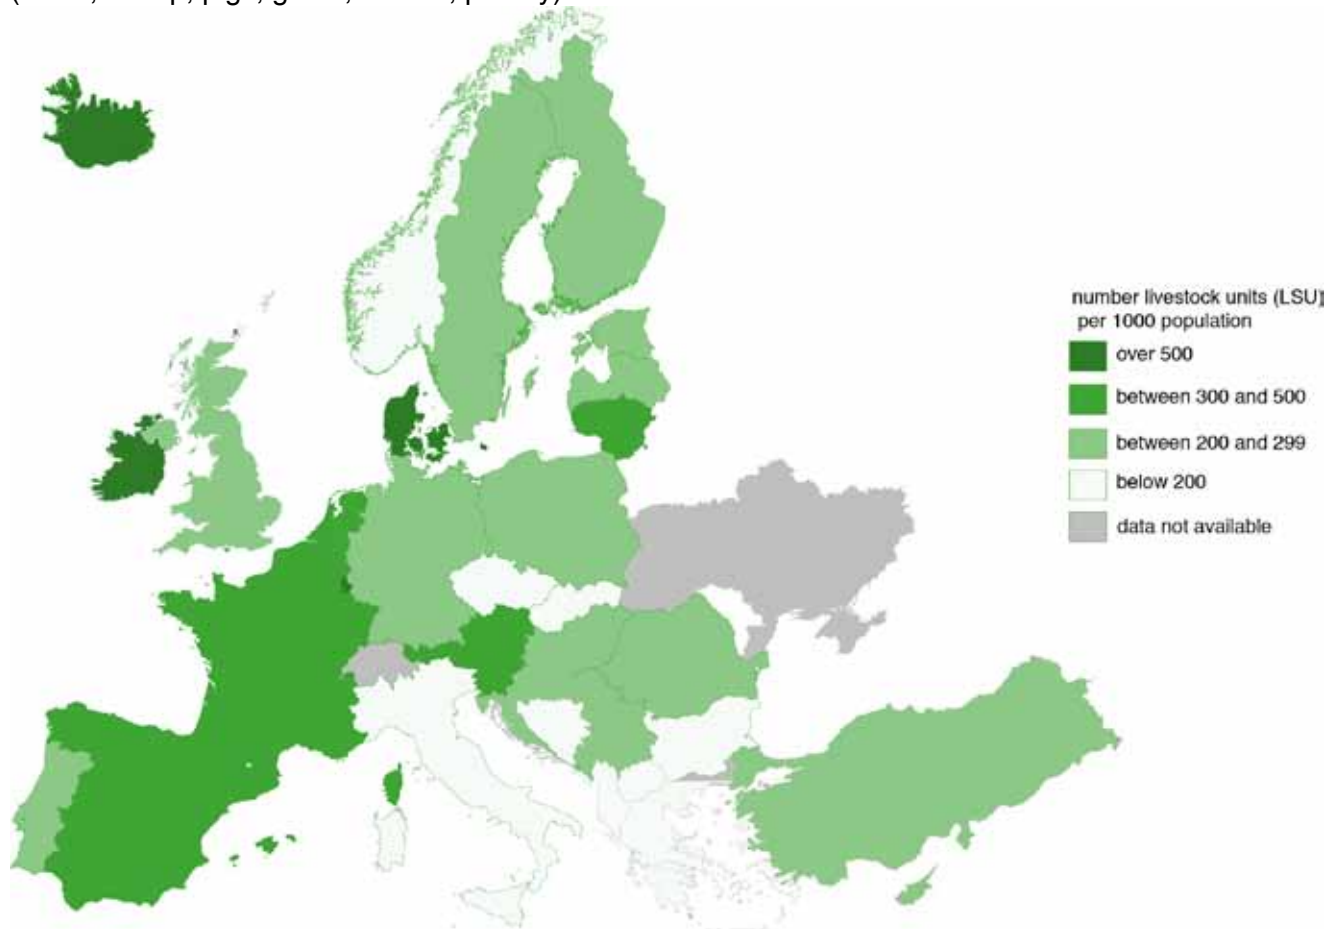 number livestock units (LSU)
per 1000 population
over 500
between 300 and 500
between 200 and 299
below 200
data not available